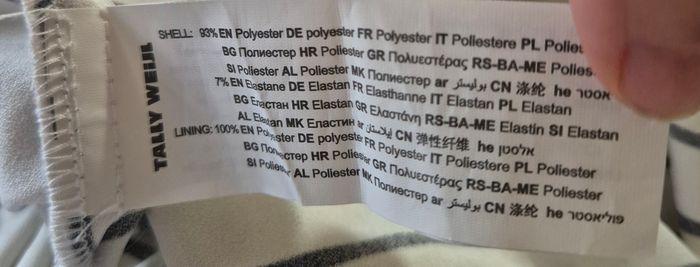 TALLY WEIJL
SHELL: 93% EN Polyester DE polyester FR Polyester IT Poliestere PL
BG Полиестер HR Poliester GR Πολυεστέρας RS-BA-ME
SI Poliester AL Poliester MK Полиестер ar بوليستر CN 涤纶 he פוליאסטר
7% EN Elastane DE Elastan FR Elasthanne IT Elastan PL Elastan
BG Еластан HR Elastan GR Ελαστάνη RS-BA-ME Elastin SI Elastan
AL Elastan MK Еластин ar إيلاستان CN 弹性纤维 he אלסטן
LINING: 100% EN Polyester DE polyester FR Polyester IT Poliestere PL Poliester
BG Полиестер HR Poliester GR Πολυεστέρας RS-BA-ME Poliester
SI Poliester AL Poliester MK Полиестер ar بوليستر CN 涤纶 he פוליאסטר